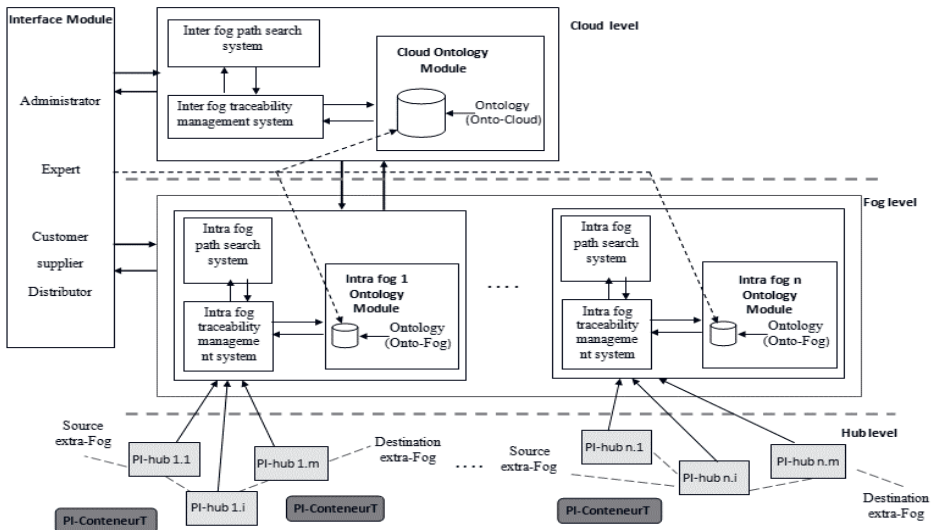 Interface Module
Administrator
Expert
Customer
supplier
Distributor
Cloud level
Inter fog path search
system
Inter fog traceability
management system
Cloud Ontology
Module
Ontology
(Onto-Cloud)
Fog level
Intra fog
path search
system
Intra fog
traceability
manageme
nt system
Intra fog 1
Ontology
Module
Ontology
(Onto-Fog)
. . . .
Intra fog
path search
system
Intra fog
traceability
manageme
nt system
Intra fog n
Ontology
Module
Ontology
(Onto-Fog)
Hub level
Source
extra-Fog
PI-hub 1.1
PI-hub 1.i
PI-hub 1.m
Destination
extra-Fog
. . . .
Source
extra-Fog
PI-hub n.1
PI-hub n.i
PI-hub n.m
Destination
extra-Fog
PI-ConteneurT
PI-ConteneurT
PI-ConteneurT